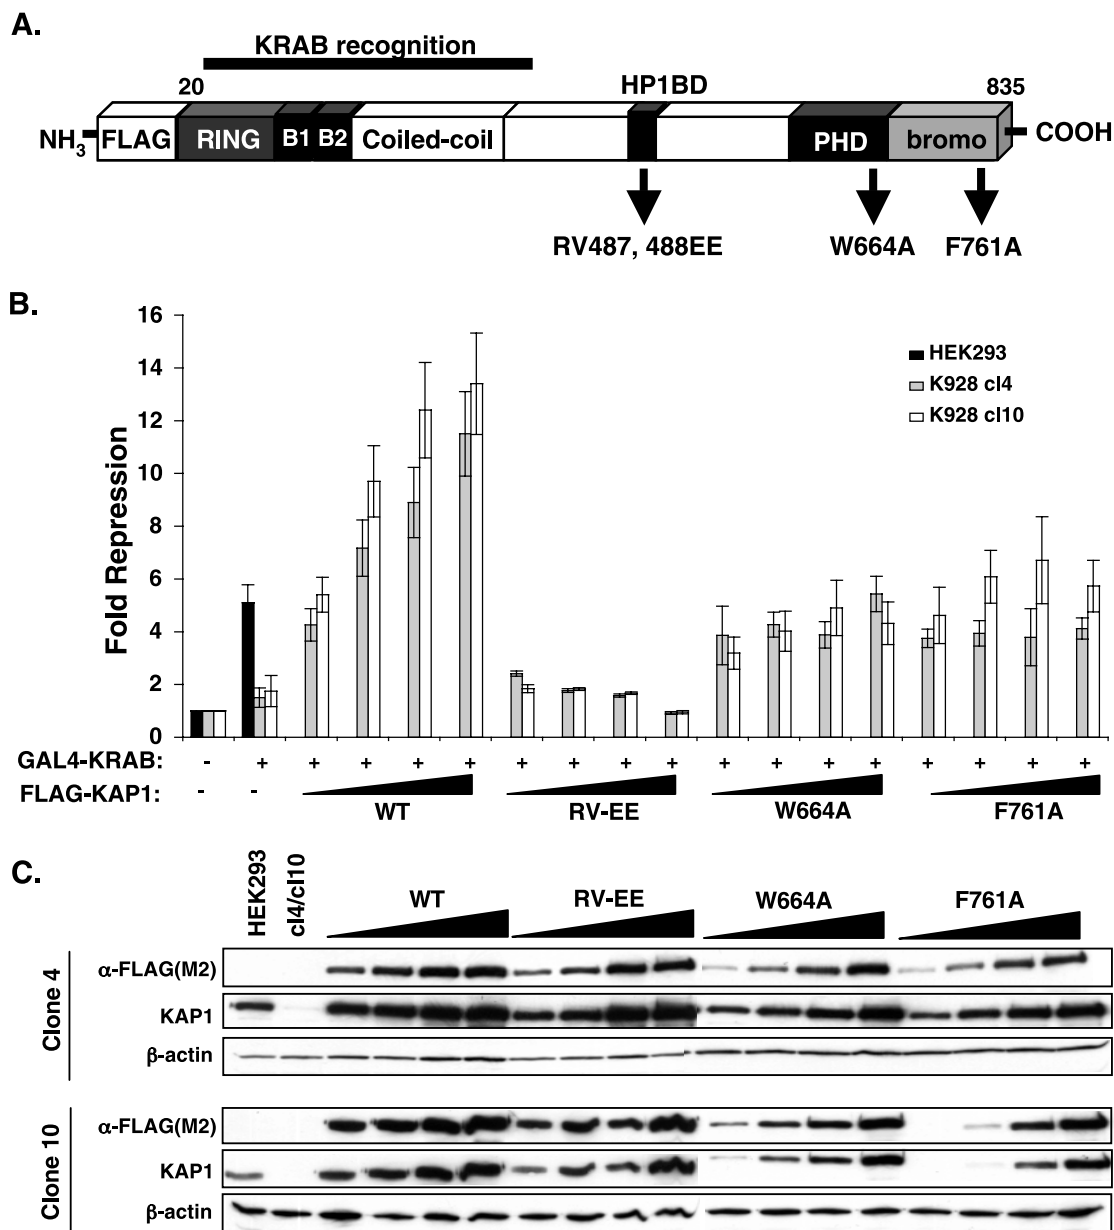 A.
KRAB recognition
20
HP1BD
835
NH3
FLAG
RING
B1
B2
Coiled-coil
PHD
bromo
COOH
RV487, 488EE
W664A
F761A
B.
16
14
12
10
8
6
4
2
0
Fold Repression
HEK293
K928 cl4
K928 cl10
GAL4-KRAB: - + + + + + + + + + + + + + + + + +
FLAG-KAP1: - -
WT
RV-EE
W664A
F761A
C.
HEK293
cl4/cl10
WT
RV-EE
W664A
F761A
Clone 4
α-FLAG(M2)
KAP1
β-actin
Clone 10
α-FLAG(M2)
KAP1
β-actin